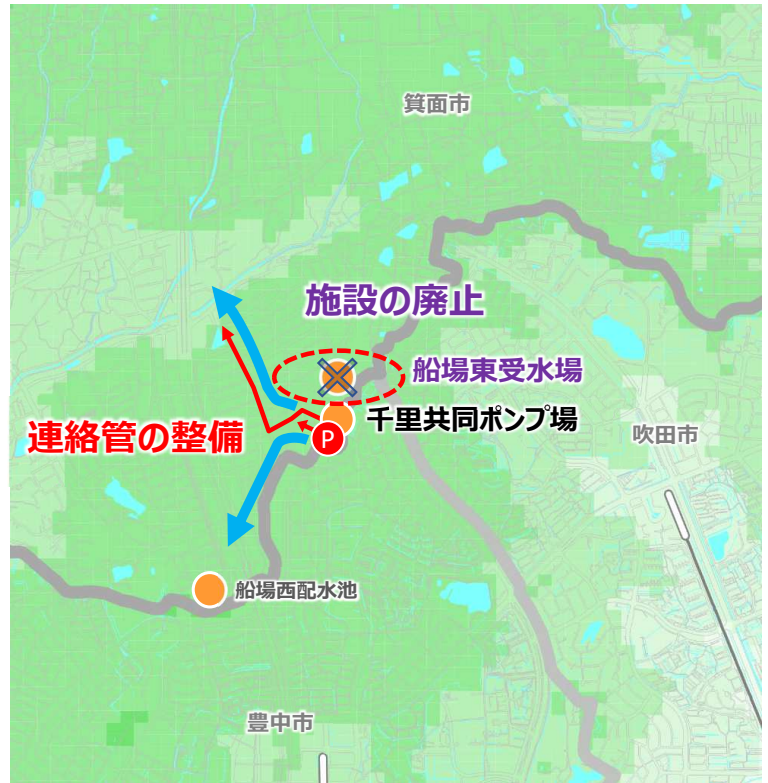 箕面市
施設の廃止
船場東受水場
千里共同ポンプ場
連絡管の整備
P
吹田市
船場西配水池
豊中市